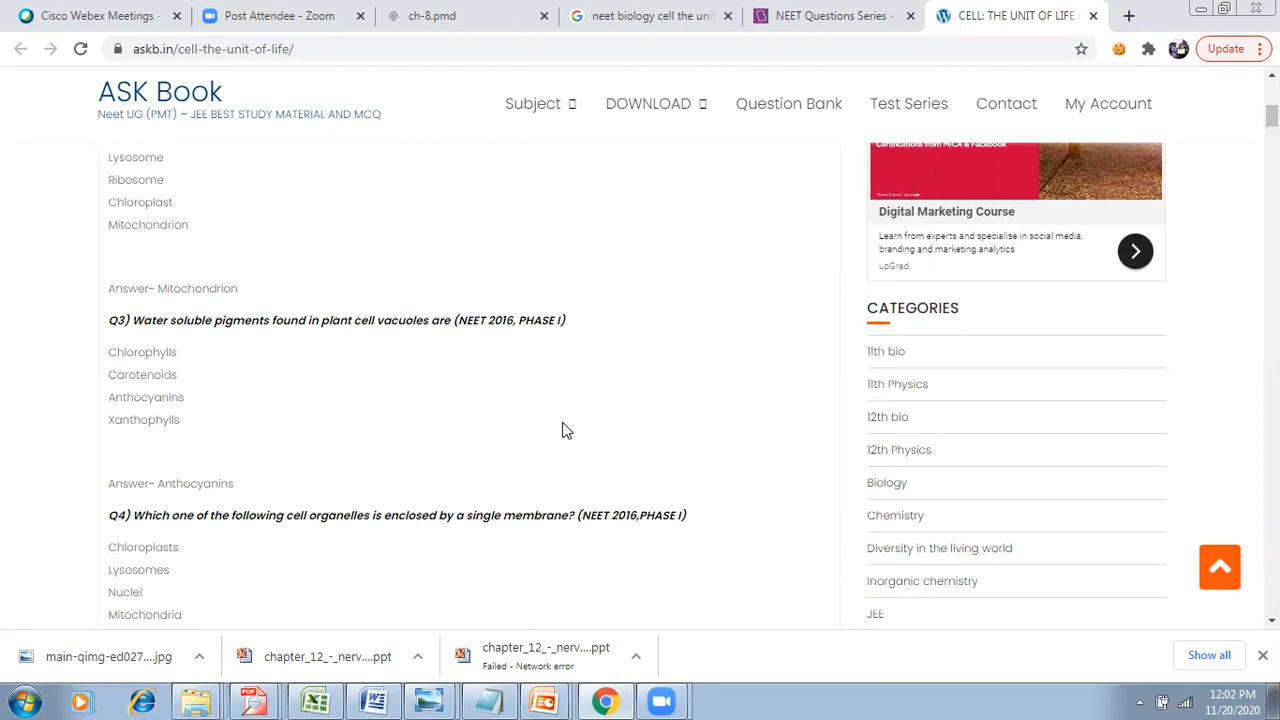 Cisco Webex Meetings -
Post Attendee - Zoom
ch-8.pmd
neet biology cell the uni
NEET Questions Series -
CELL: THE UNIT OF LIFE
askb.in/cell-the-unit-of-life/
Update
ASK Book
Neet UG (PMT) – JEE BEST STUDY MATERIAL AND MCQ
Subject
DOWNLOAD
Question Bank
Test Series
Contact
My Account
Lysosome
Ribosome
Chloroplast
Mitochondrion
Answer- Mitochondrion
Q3) Water soluble pigments found in plant cell vacuoles are (NEET 2016, PHASE I)
Chlorophylls
Carotenoids
Anthocyanins
Xanthophylls
Answer- Anthocyanins
Q4) Which one of the following cell organelles is enclosed by a single membrane? (NEET 2016,PHASE I)
Chloroplasts
Lysosomes
Nuclei
Mitochondria
Certifications from MICA & Facebook
Digital Marketing Course
Learn from experts and specialise in social media,
branding and marketing analytics
upGrad
CATEGORIES
11th bio
11th Physics
12th bio
12th Physics
Biology
Chemistry
Diversity in the living world
Inorganic chemistry
JEE
main-qimg-ed027....jpg
chapter_12_-_nerv....ppt
chapter_12_-_nerv....ppt
Failed - Network error
Show all
12:02 PM
11/20/2020